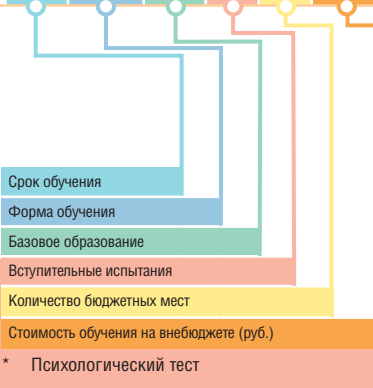 Срок обучения
Форма обучения
Базовое образование
Вступительные испытания
Количество бюджетных мест
Стоимость обучения на внебюджете (руб.)
* Психологический тест